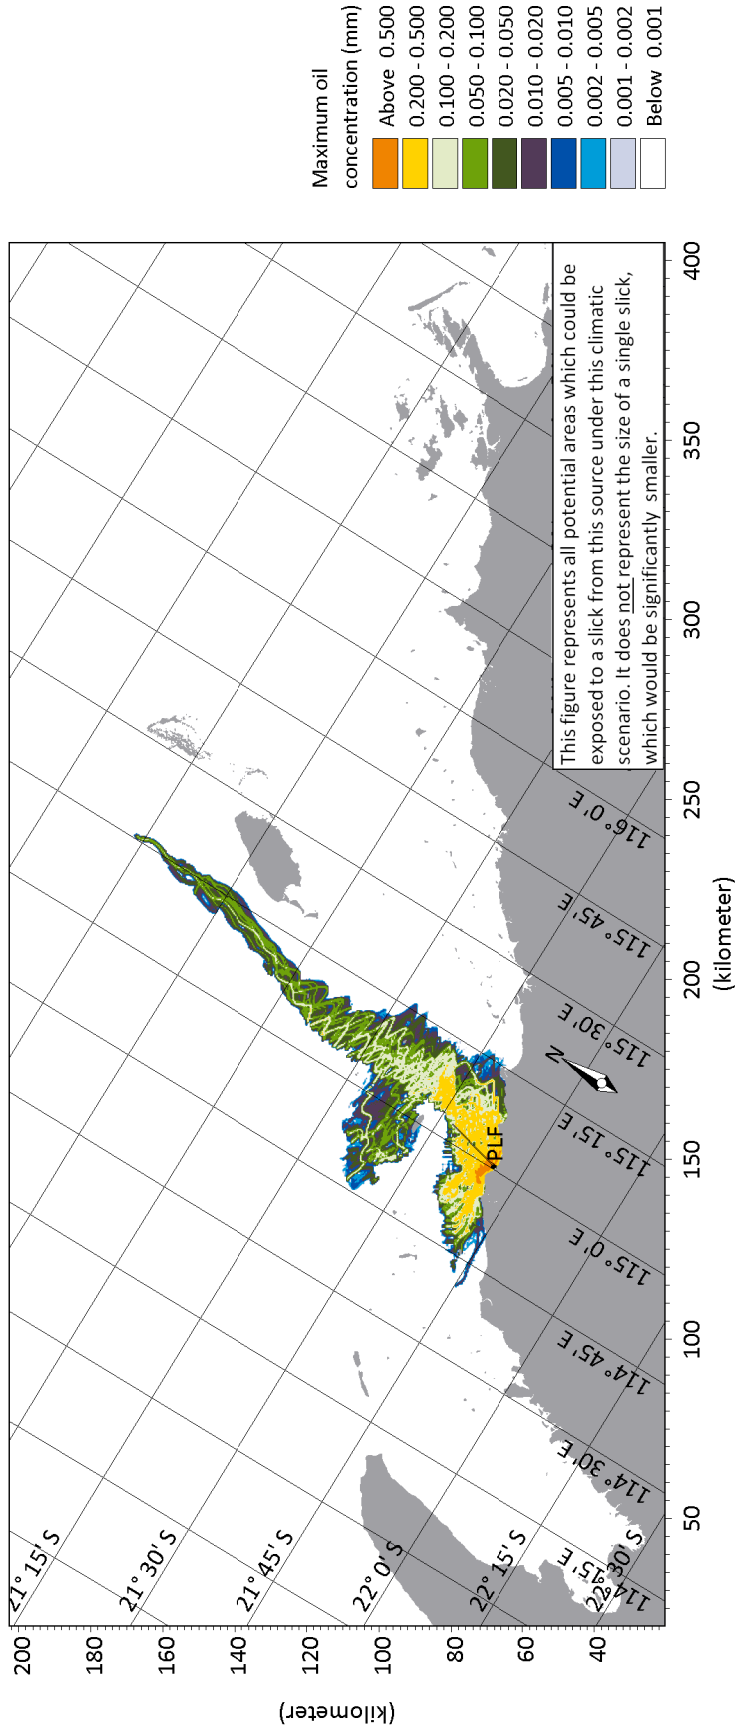 Maximum oil
concentration (mm)
Above 0.500
0.200 - 0.500
0.100 - 0.200
0.050 - 0.100
0.020 - 0.050
0.010 - 0.020
0.005 - 0.010
0.002 - 0.005
0.001 - 0.002
Below 0.001
200
180
160
140
120
100
80
60
40
(kilometer)
21° 15' S
21° 30' S
21° 45' S
22° 0' S
22° 15' S
22° 30' S
114° 15' E
114° 30' E
114° 45' E
115° 0' E
115° 15' E
115° 30' E
115° 45' E
116° 0' E
PLF
N
This figure represents all potential areas which could be
exposed to a slick from this source under this climatic
scenario. It does not represent the size of a single slick,
which would be significantly smaller.
50
100
150
200
250
300
350
400
(kilometer)